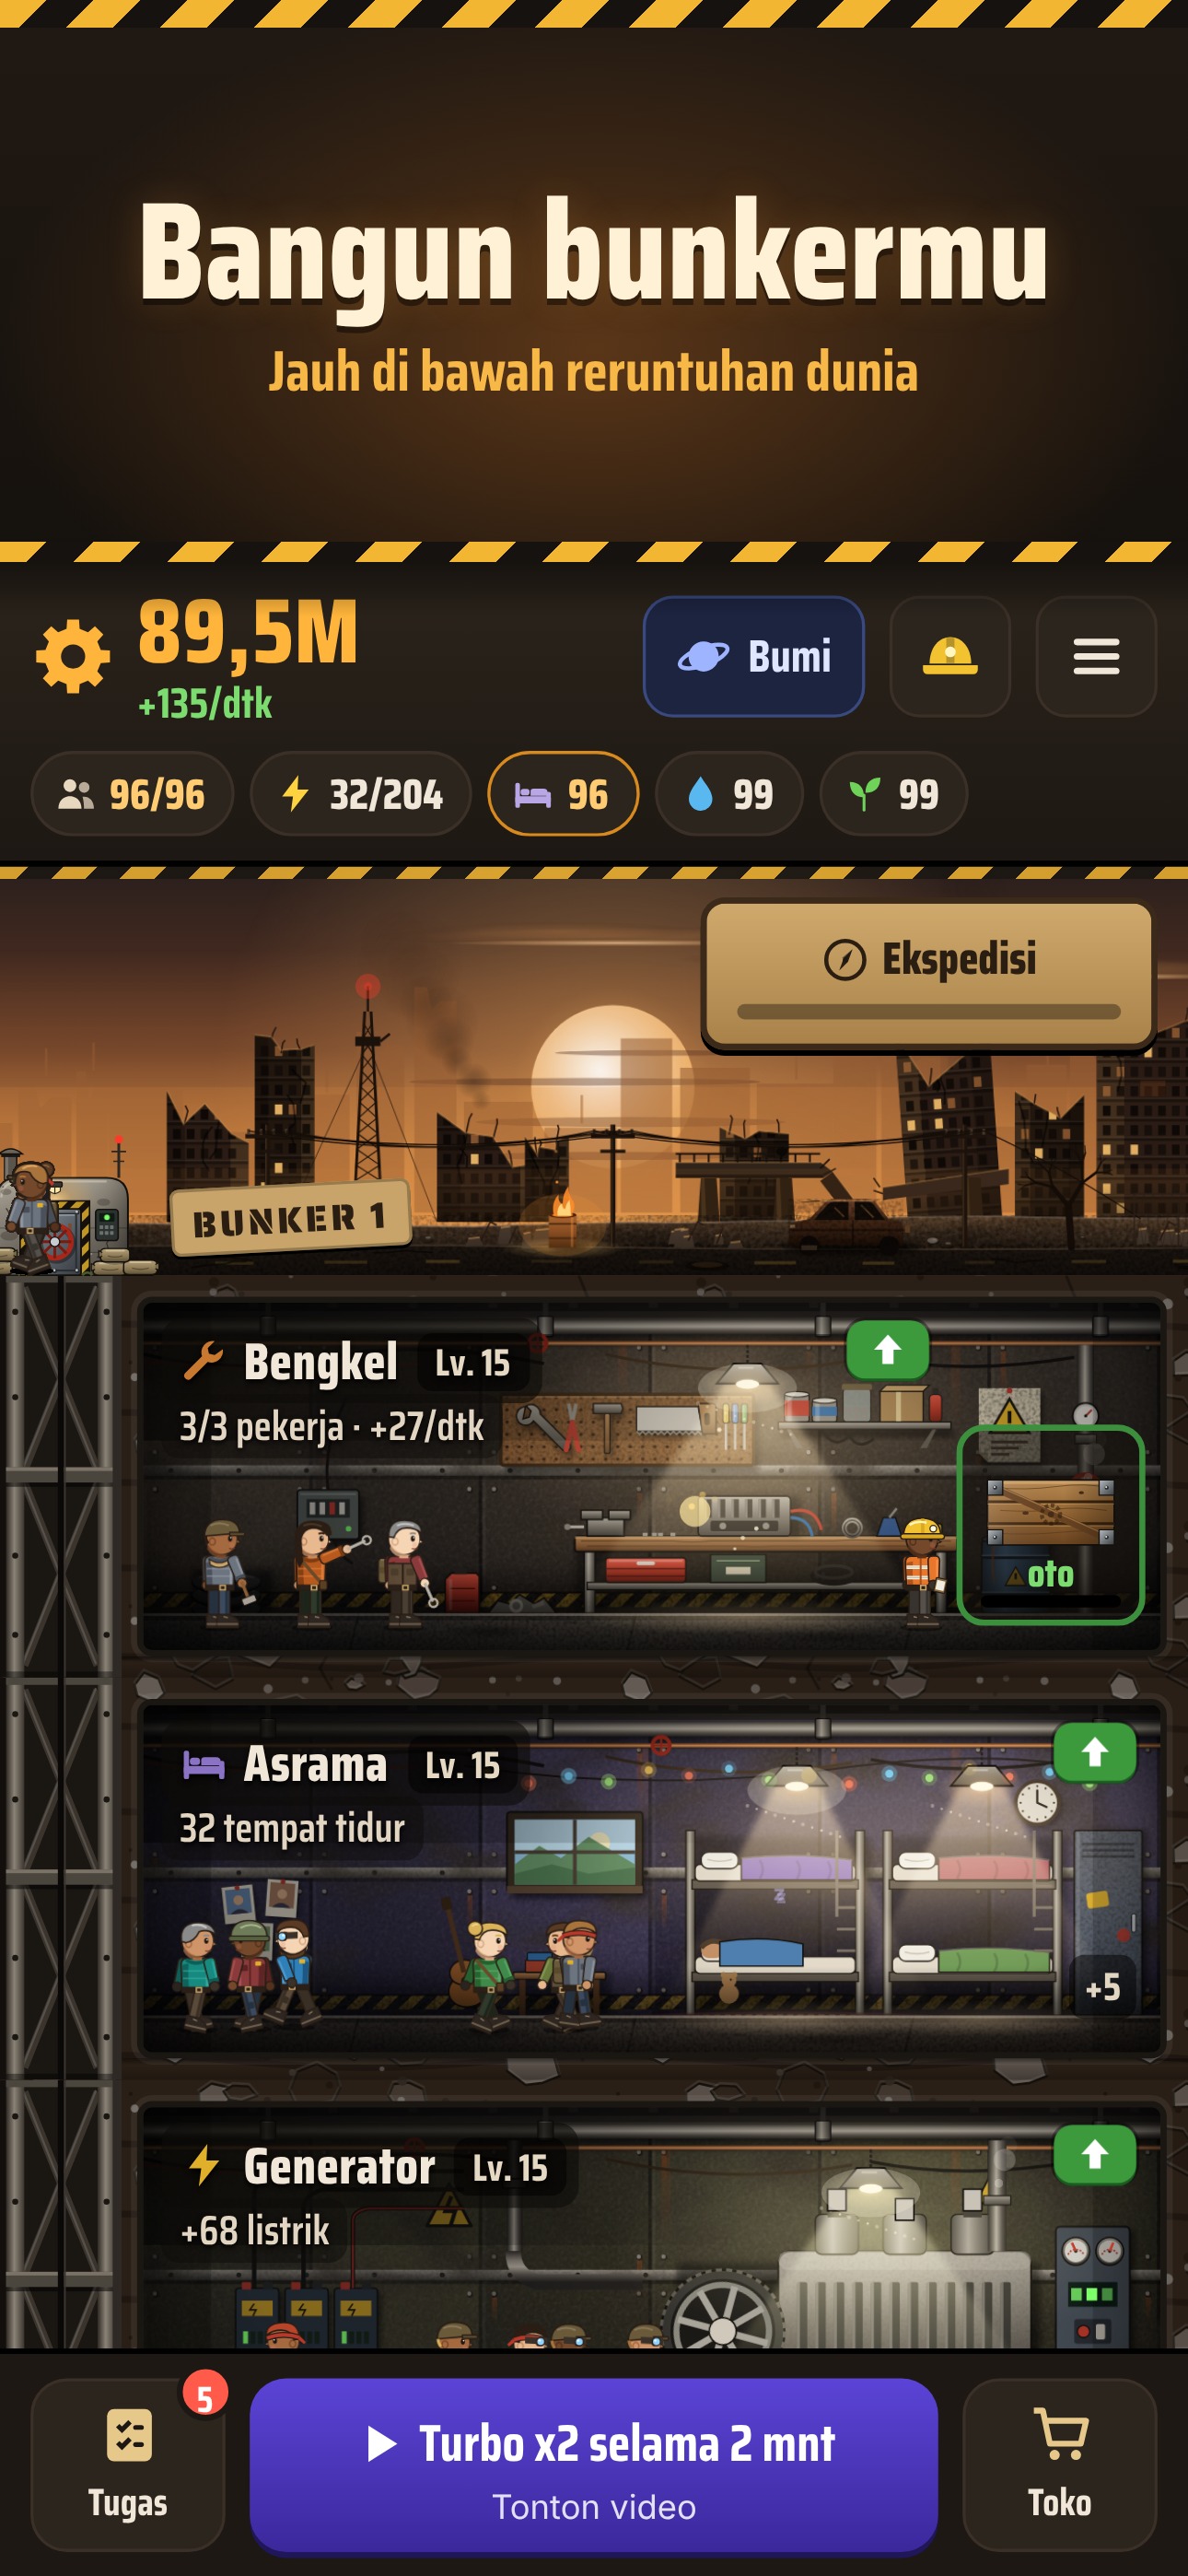 Bangun bunkermu
Jauh di bawah reruntuhan dunia
89,5M
+135/dtk
Bumi
96/96
32/204
96
99
99
Ekspedisi
BUNKER 1
Bengkel Lv. 15
3/3 pekerja · +27/dtk
oto
Asrama Lv. 15
32 tempat tidur
z
+5
Generator Lv. 15
+68 listrik
5
Tugas
Turbo x2 selama 2 mnt
Tonton video
Toko